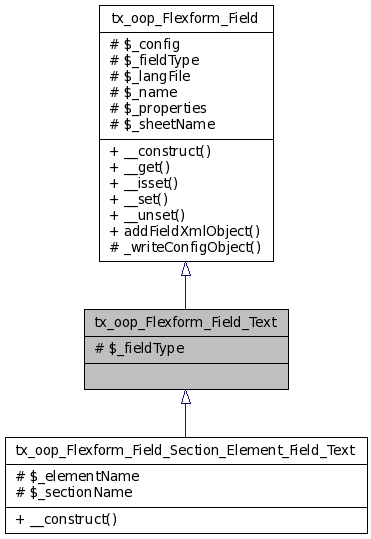 tx_oop_Flexform_Field
# $_config
# $_fieldType
# $_langFile
# $_name
# $_properties
# $_sheetName
+ __construct()
+ __get()
+ __isset()
+ __set()
+ __unset()
+ addFieldXmlObject()
# _writeConfigObject()
tx_oop_Flexform_Field_Text
# $_fieldType
tx_oop_Flexform_Field_Section_Element_Field_Text
# $_elementName
# $_sectionName
+ __construct()